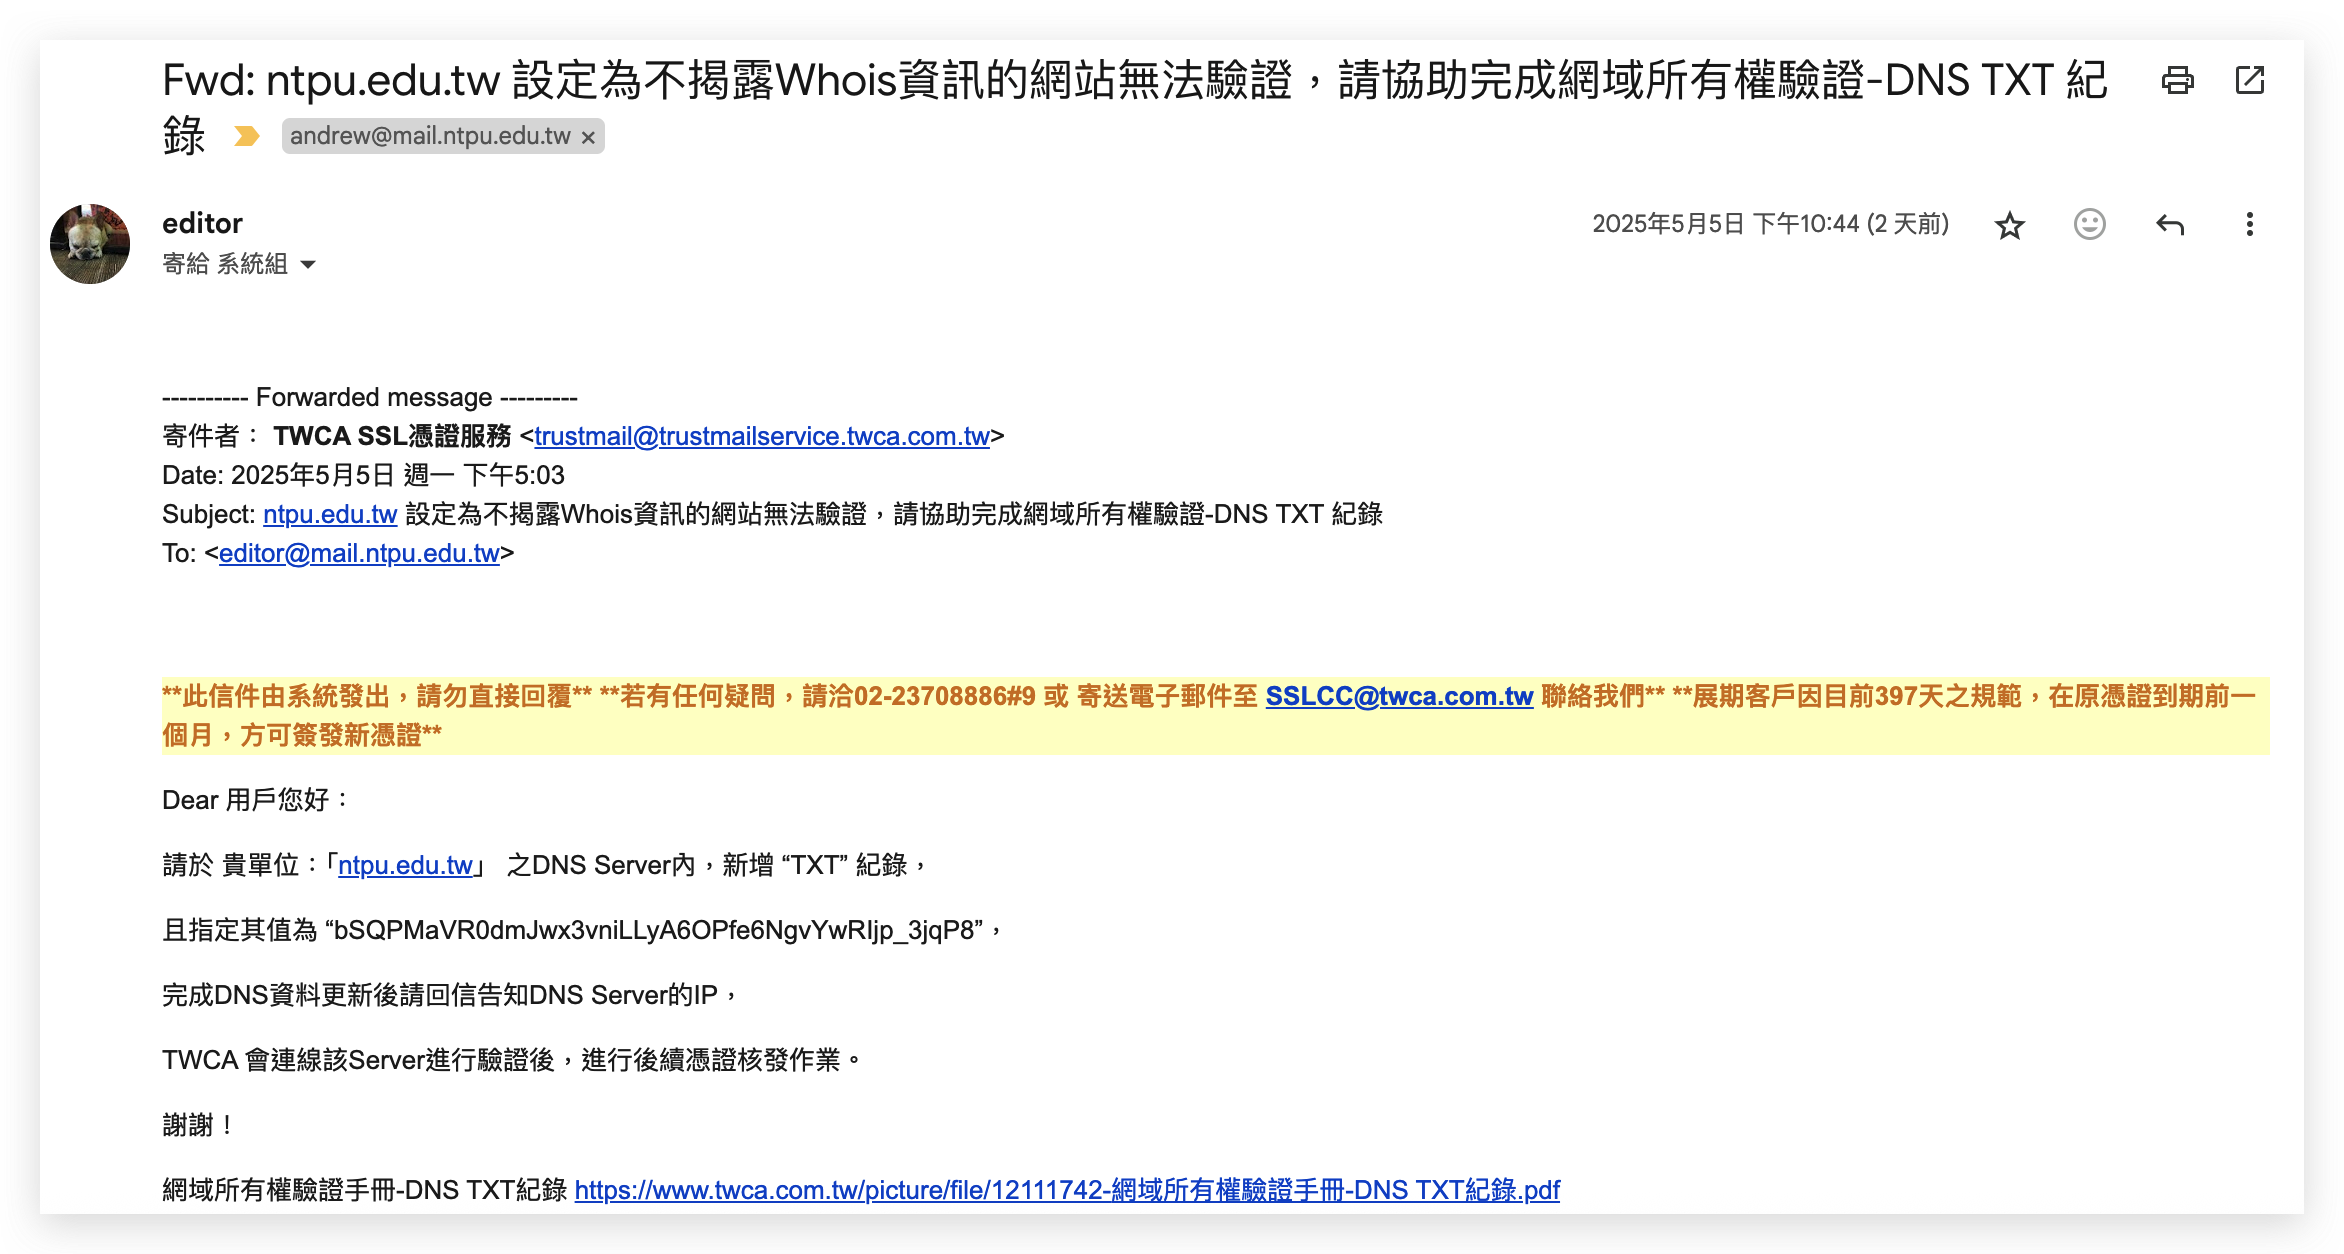 Fwd: ntpu.edu.tw 設定為不揭露Whois資訊的網站無法驗證，請協助完成網域所有權驗證-DNS TXT 紀
錄 andrew@mail.ntpu.edu.tw ×
editor
2025年5月5日 下午10:44 (2 天前)
寄給 系統組
---------- Forwarded message ---------
寄件者： TWCA SSL憑證服務 <trustmail@trustmailservice.twca.com.tw>
Date: 2025年5月5日 週一 下午5:03
Subject: ntpu.edu.tw 設定為不揭露Whois資訊的網站無法驗證，請協助完成網域所有權驗證-DNS TXT 紀錄
To: <editor@mail.ntpu.edu.tw>
**此信件由系統發出，請勿直接回覆** **若有任何疑問，請洽02-23708886#9 或 寄送電子郵件至 SSLCC@twca.com.tw 聯絡我們** **展期客戶因目前397天之規範，在原憑證到期前一
個月，方可簽發新憑證**
Dear 用戶您好：
請於 貴單位：「ntpu.edu.tw」 之DNS Server內，新增 “TXT” 紀錄，
且指定其值為 “bSQPMaVR0dmJwx3vniLLyA6OPfe6NgvYwRIjp_3jqP8”，
完成DNS資料更新後請回信告知DNS Server的IP，
TWCA 會連線該Server進行驗證後，進行後續憑證核發作業。
謝謝！
網域所有權驗證手冊-DNS TXT紀錄 https://www.twca.com.tw/picture/file/12111742-網域所有權驗證手冊-DNS TXT紀錄.pdf